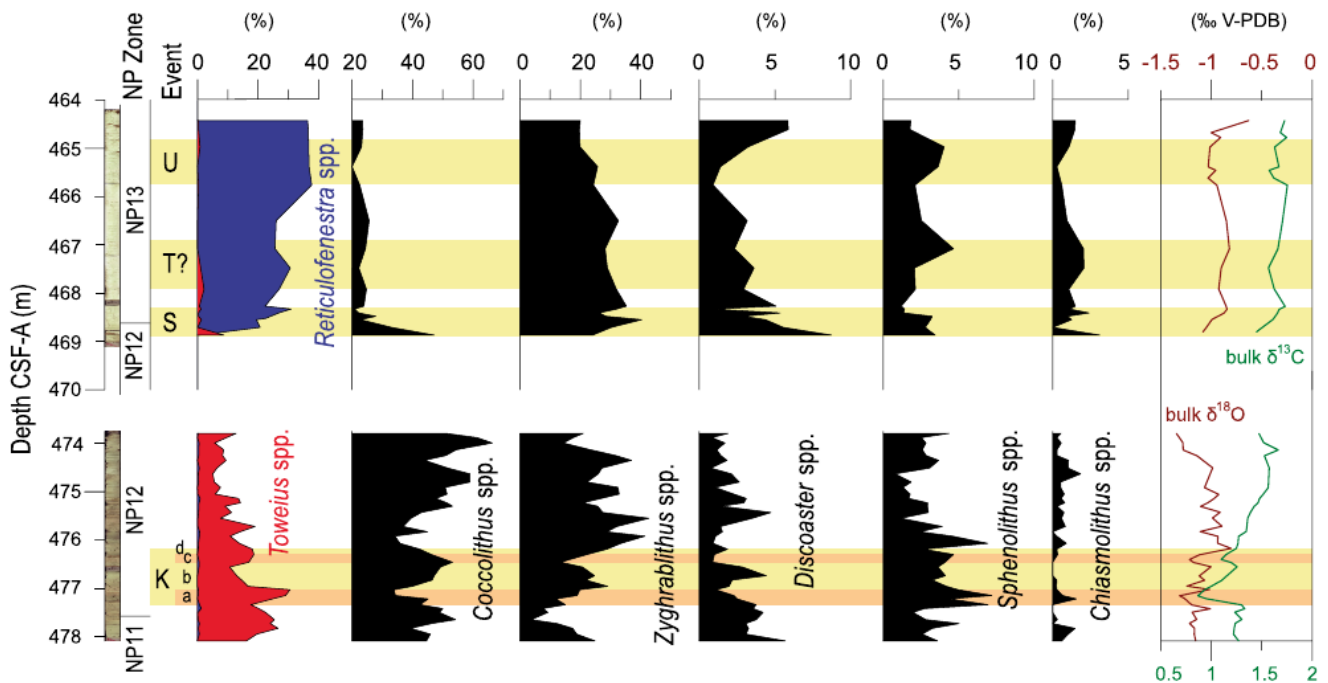 (%) (%) (%) (%) (%) (%) (‰ V-PDB)
NP Zone
Event
0 20 40
20 40 60
0 20 40
0 5 10
0 5 10
0 5
-1.5 -1 -0.5 0
Depth CSF-A (m)
464
465
466
467
468
469
470
NP13
NP12
U
T?
S
Reticulofenestra spp.
bulk δ13C
bulk δ18O
474
475
476
477
478
NP12
NP11
K
d
c
b
a
Toweius spp.
Coccolithus spp.
Zyghrablithus spp.
Discoaster spp.
Sphenolithus spp.
Chiasmolithus spp.
0.5 1 1.5 2